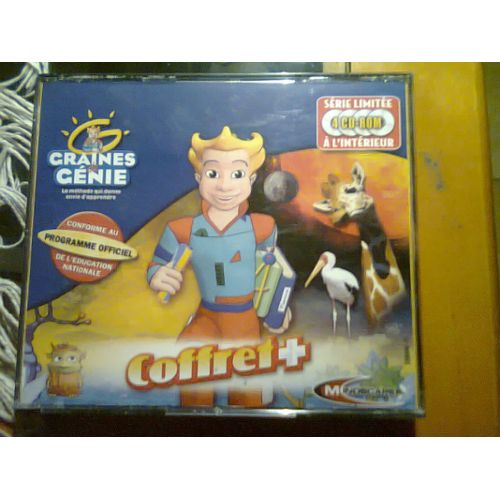 G
GRAINES
DE
GÉNIE
La méthode qui donne
envie d'apprendre
CONFORME AU
PROGRAMME OFFICIEL
DE L'ÉDUCATION
NATIONALE
SÉRIE LIMITÉE
4 CD-ROM
À L'INTÉRIEUR
Coffret+
MINDSCAPE